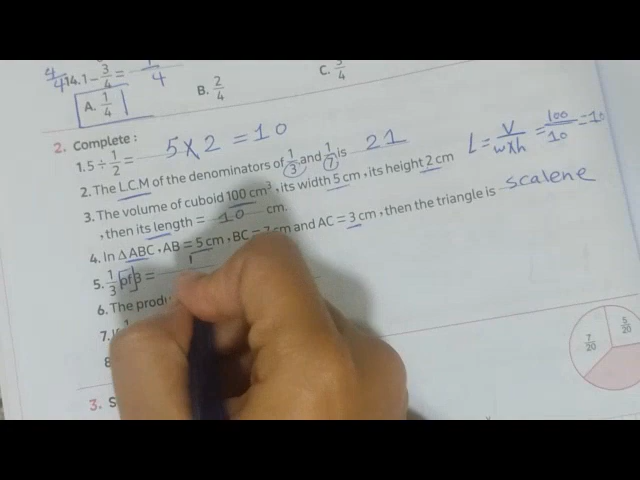 4/4 14. 1 - 3/4 = 1/4
A. 1/4 B. 2/4 C. 3/4
2. Complete :
1. 5 ÷ 1/2 = 5 × 2 = 10
2. The L.C.M of the denominators of 1/3 and 1/7 is 21
3. The volume of cuboid 100 cm³ , its width 5 cm , its height 2 cm
, then its length = 10 cm.
L = V/w×h = 100/10 = 10
4. In △ ABC , AB = 5 cm , BC = 7 cm and AC = 3 cm , then the triangle is scalene
5. 1/3 of 3 =
6. The produ
7.
8
3. S
7/20 5/20